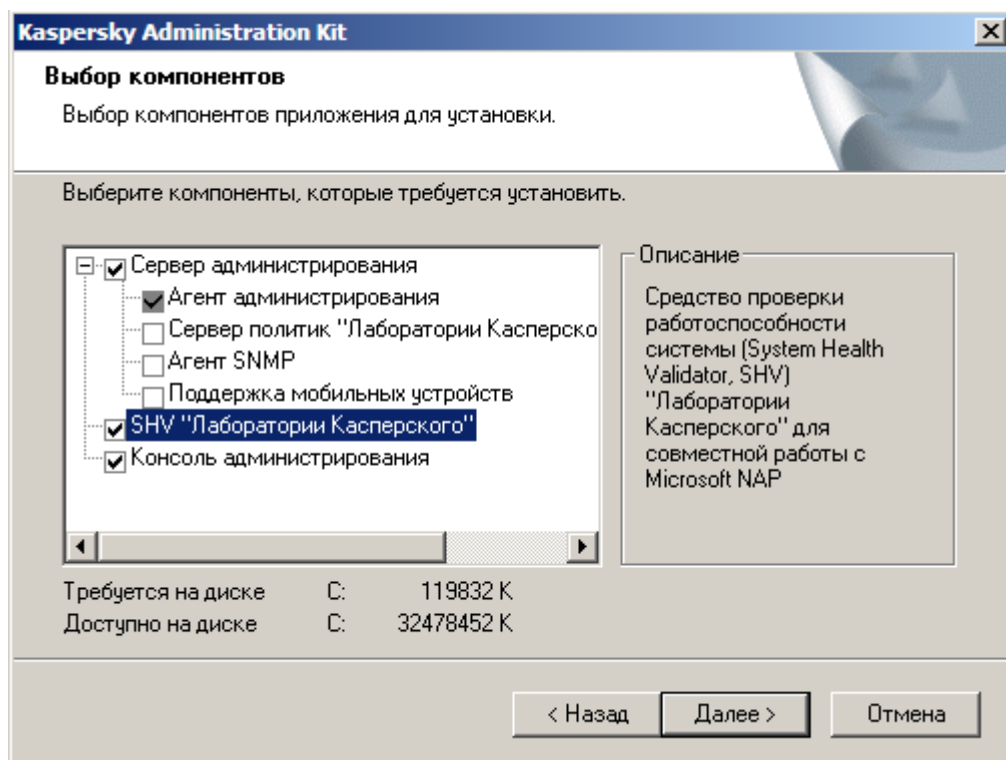 Kaspersky Administration Kit
Выбор компонентов
Выбор компонентов приложения для установки.
Выберите компоненты, которые требуется установить.
Сервер администрирования
Агент администрирования
Сервер политик "Лаборатории Касперско
Агент SNMP
Поддержка мобильных устройств
SHV "Лаборатории Касперского"
Консоль администрирования
Описание
Средство проверки
работоспособности
системы (System Health
Validator, SHV)
"Лаборатории
Касперского" для
совместной работы с
Microsoft NAP
Требуется на диске C: 119832 K
Доступно на диске C: 32478452 K
< Назад Далее > Отмена